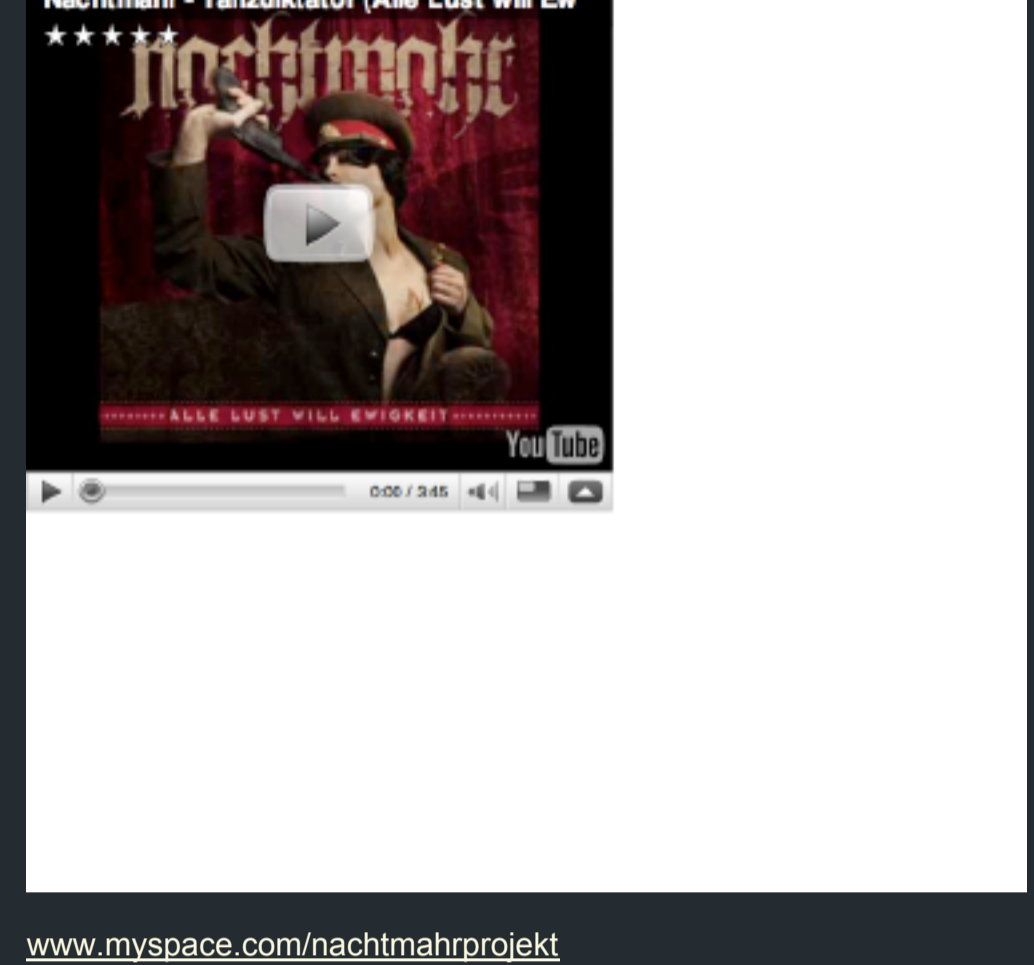 Nachtmahr - Tanzdiktator (Alle Lust will Ew
nachtmahr
ALLE LUST WILL EWIGKEIT
YouTube
0:00 / 3:45
www.myspace.com/nachtmahrprojekt